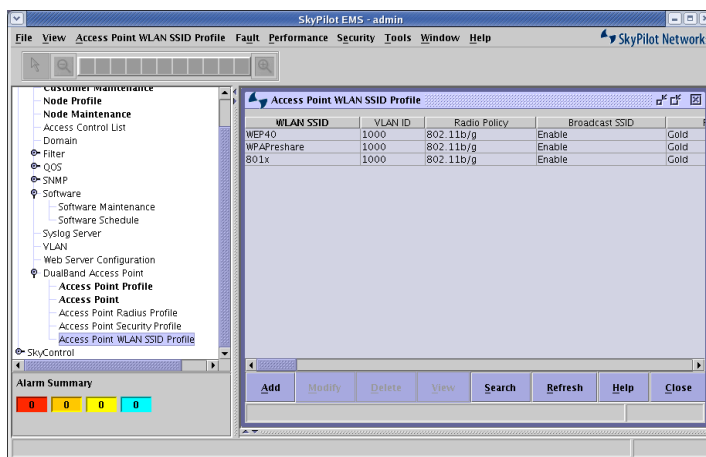 SkyPilot EMS - admin
File View Access Point WLAN SSID Profile Fault Performance Security Tools Window Help
SkyPilot Network
Customer Maintenance
Node Profile
Node Maintenance
Access Control List
Domain
Filter
QOS
SNMP
Software
Software Maintenance
Software Schedule
Syslog Server
VLAN
Web Server Configuration
DualBand Access Point
Access Point Profile
Access Point
Access Point Radius Profile
Access Point Security Profile
Access Point WLAN SSID Profile
SkyControl
Alarm Summary
0 0 0 0
Access Point WLAN SSID Profile
WLAN SSID VLAN ID Radio Policy Broadcast SSID
WEP40 1000 802.11b/g Enable Gold
WPAPreshare 1000 802.11b/g Enable Gold
801x 1000 802.11b/g Enable Gold
Add Modify Delete View Search Refresh Help Close